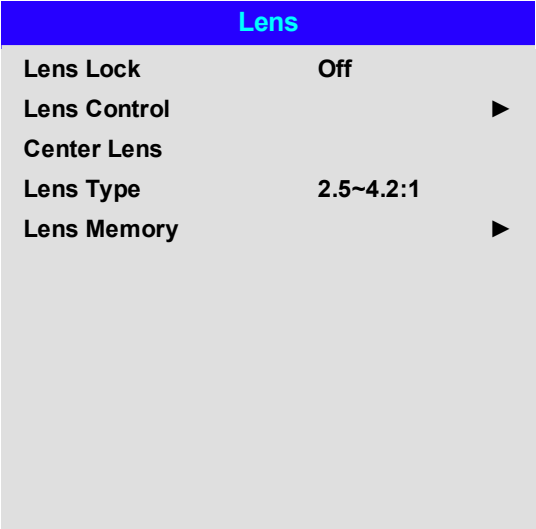 Lens
Lens Lock Off
Lens Control ►
Center Lens
Lens Type 2.5~4.2:1
Lens Memory ►